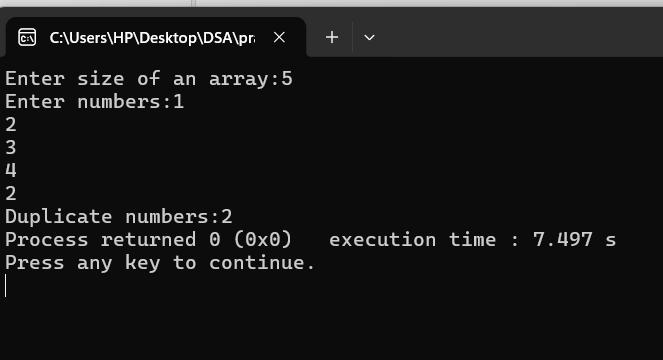 C:\Users\HP\Desktop\DSA\pr
Enter size of an array:5
Enter numbers:1
2
3
4
2
Duplicate numbers:2
Process returned 0 (0x0)   execution time : 7.497 s
Press any key to continue.